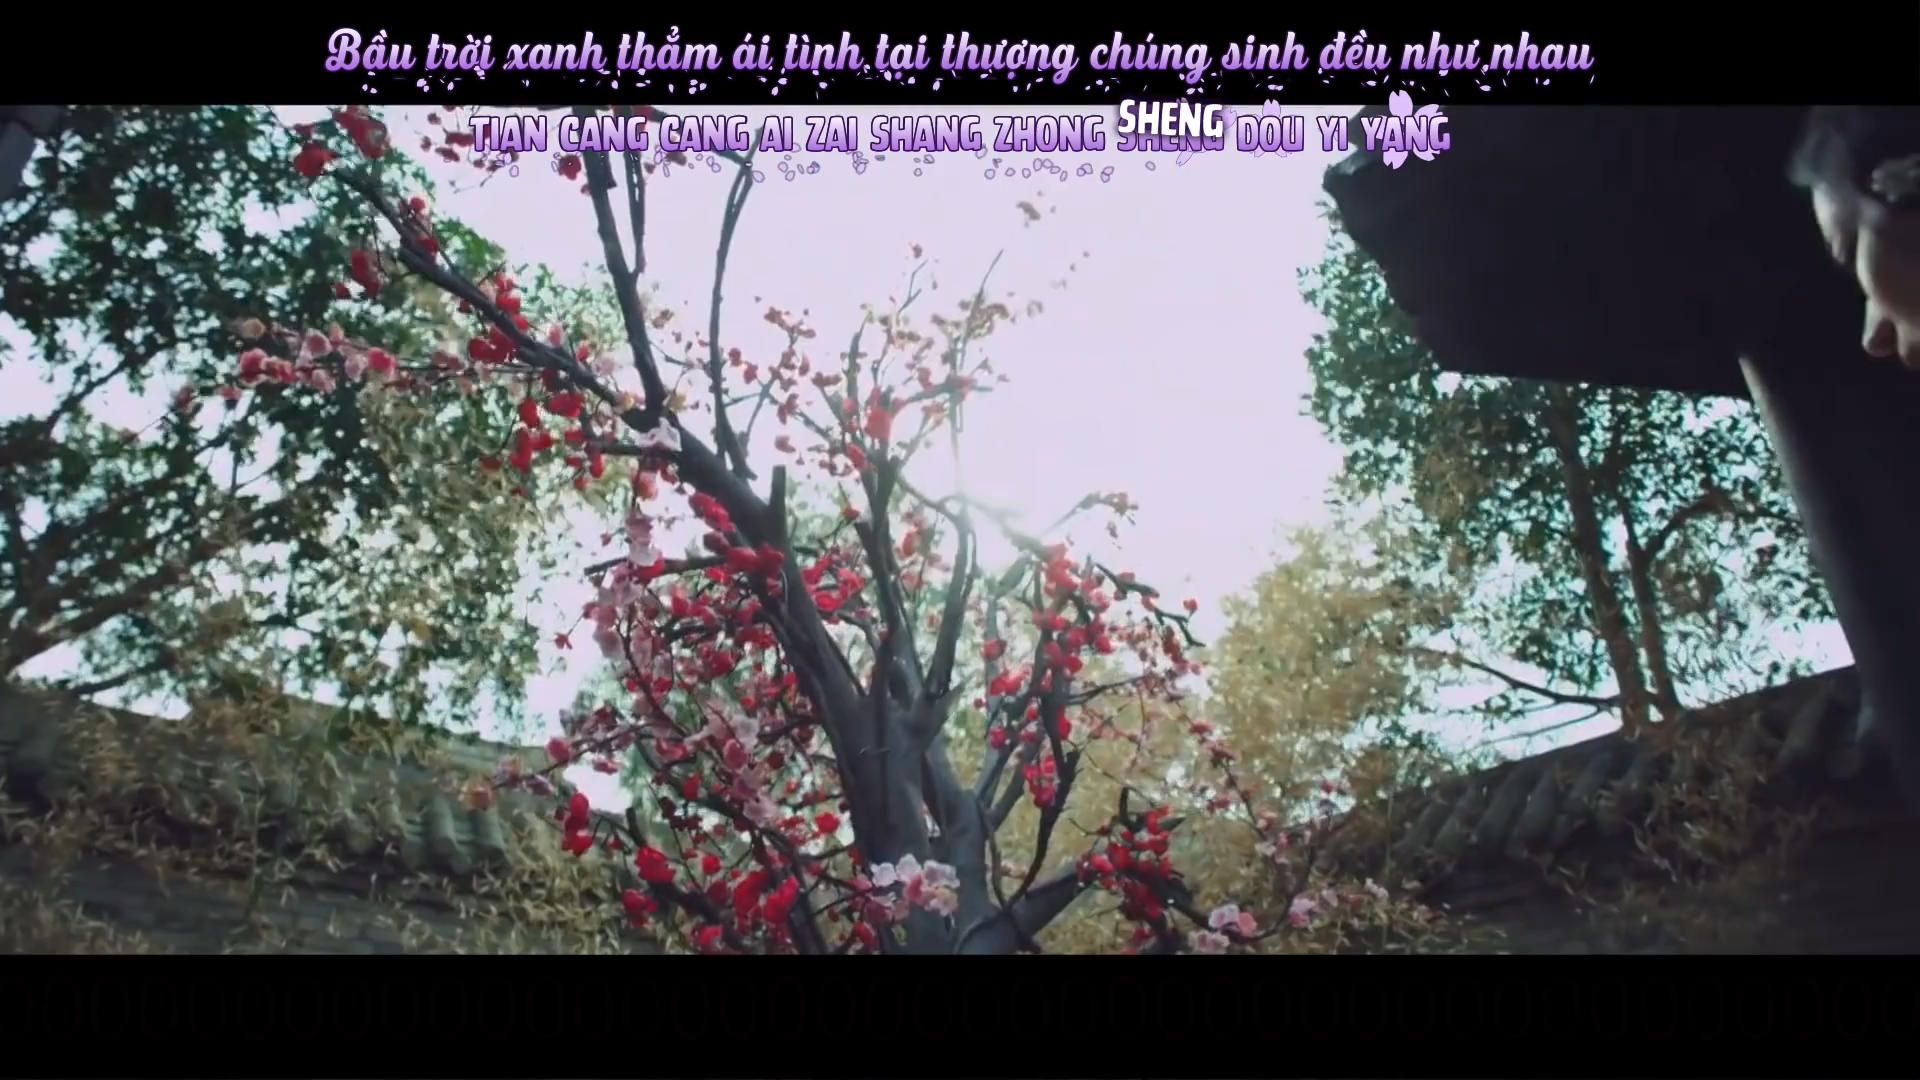 Bầu trời xanh thẳm ái tình tại thượng chúng sinh đều như nhau
TIAN CANG CANG AI ZAI SHANG ZHONG SHENG DOU YI YANG